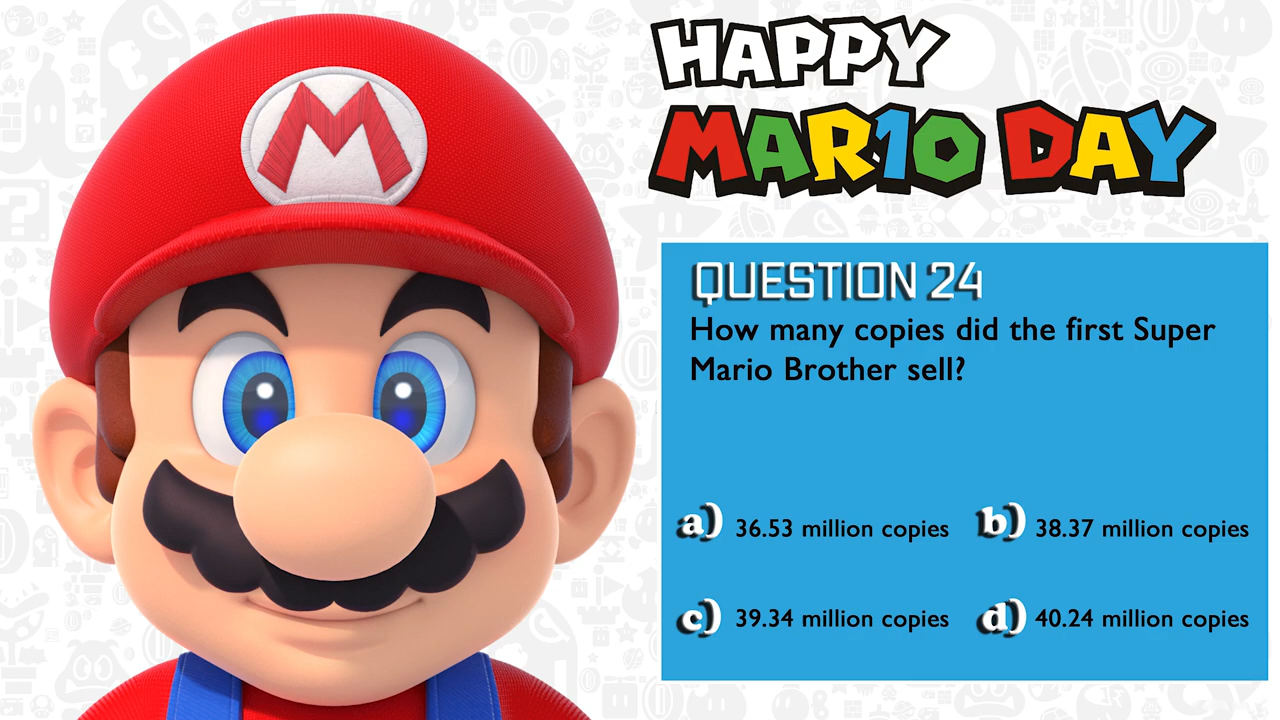 M
HAPPY
MAR10 DAY
QUESTION 24
How many copies did the first Super
Mario Brother sell?
a) 36.53 million copies
b) 38.37 million copies
c) 39.34 million copies
d) 40.24 million copies